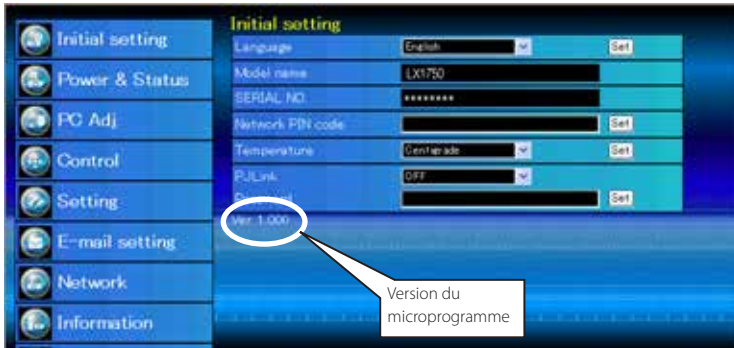 Initial setting
Power & Status
PC Adj.
Control
Setting
E-mail setting
Network
Information
Initial setting
Language English Set
Model name LX1750
SERIAL NO. ********
Network PIN code Set
Temperature Centigrade Set
PJLink OFF
Password Set
Ver 1.000
Version du
microprogramme